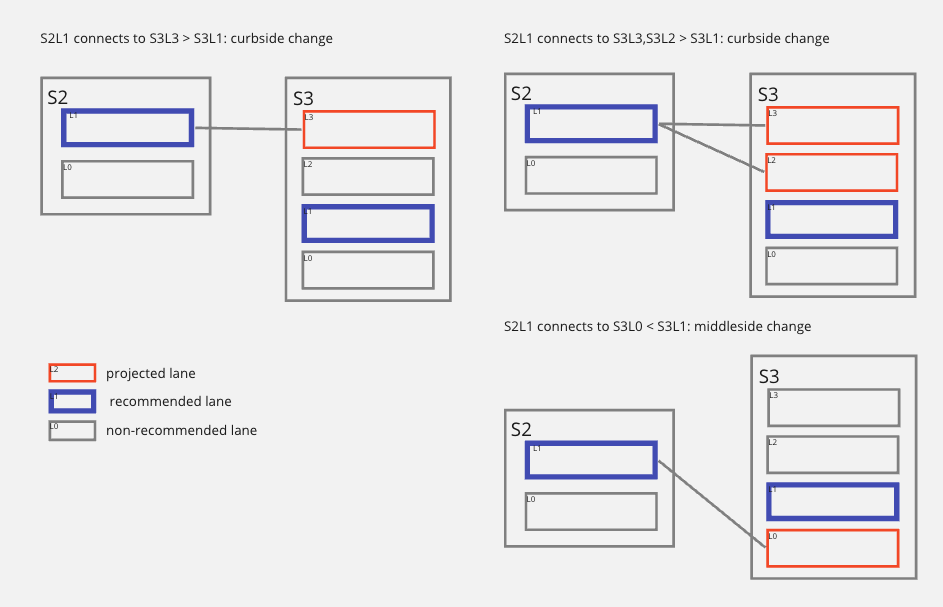 S2L1 connects to S3L3 > S3L1: curbside change
S2
L1
L0
S3
L3
L2
L1
L0
S2L1 connects to S3L3,S3L2 > S3L1: curbside change
S2
L1
L0
S3
L3
L2
L1
L0
L2 projected lane
L1 recommended lane
L0 non-recommended lane
S2L1 connects to S3L0 < S3L1: middleside change
S2
L1
L0
S3
L3
L2
L1
L0